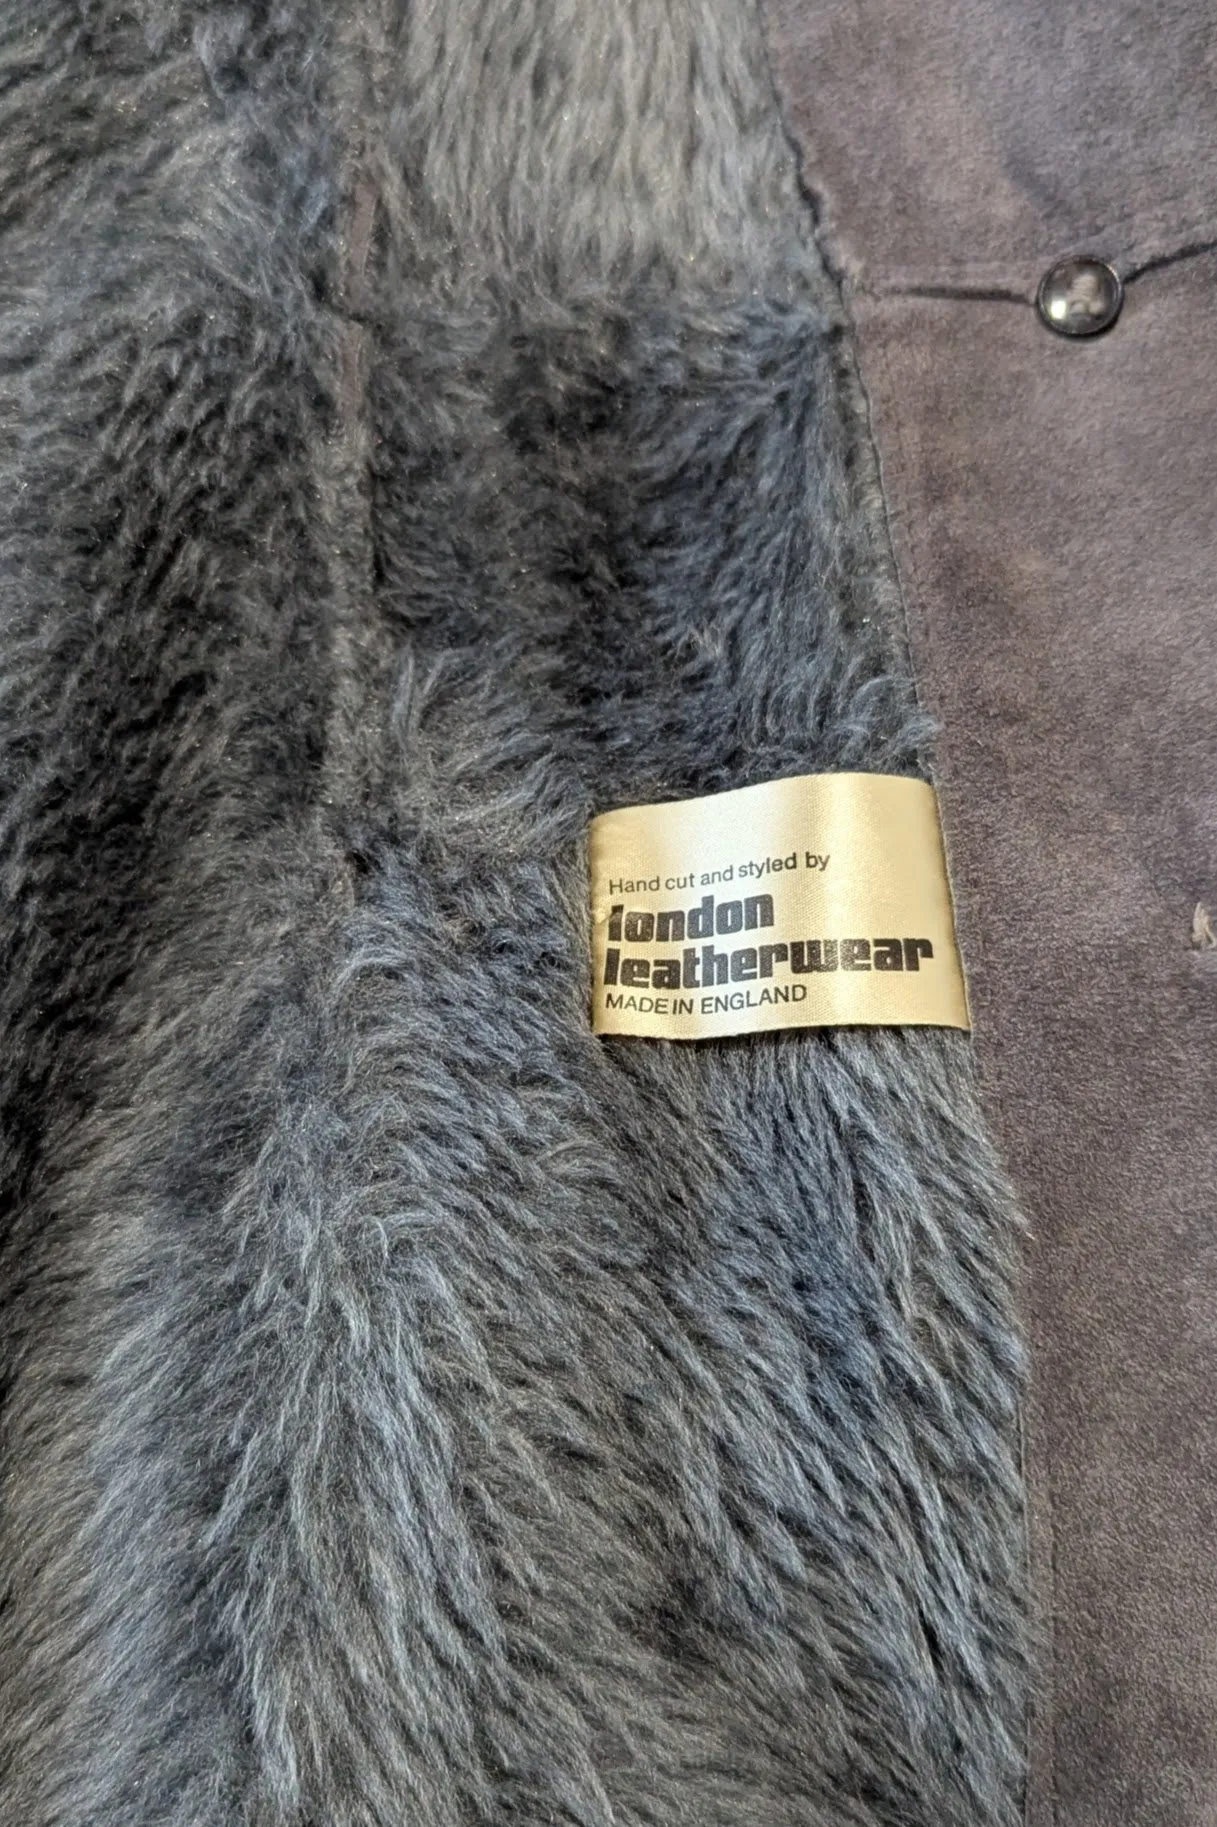 Hand cut and styled by
london
leatherwear
MADE IN ENGLAND